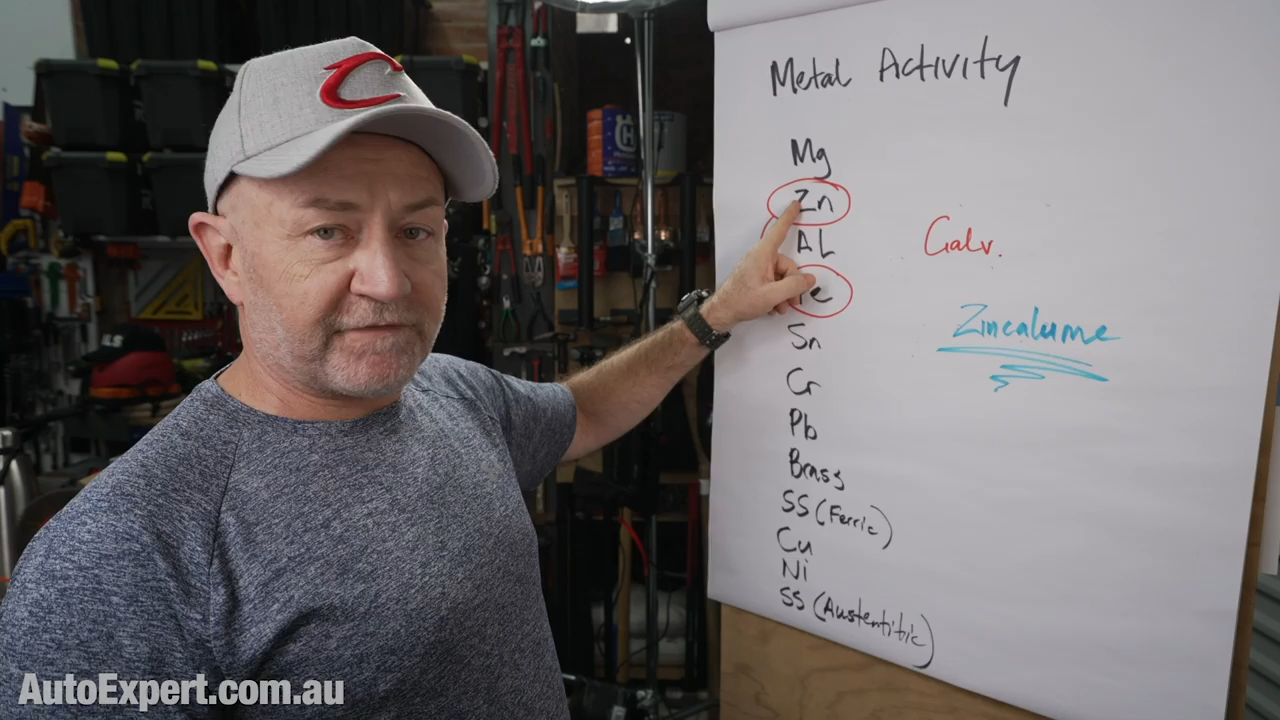 Metal Activity
Mg
Zn
AL
Galv.
Zincalume
Sn
Cr
Pb
Brass
SS (Ferric)
Cu
Ni
SS (Austentitic)
C
H
AutoExpert.com.au